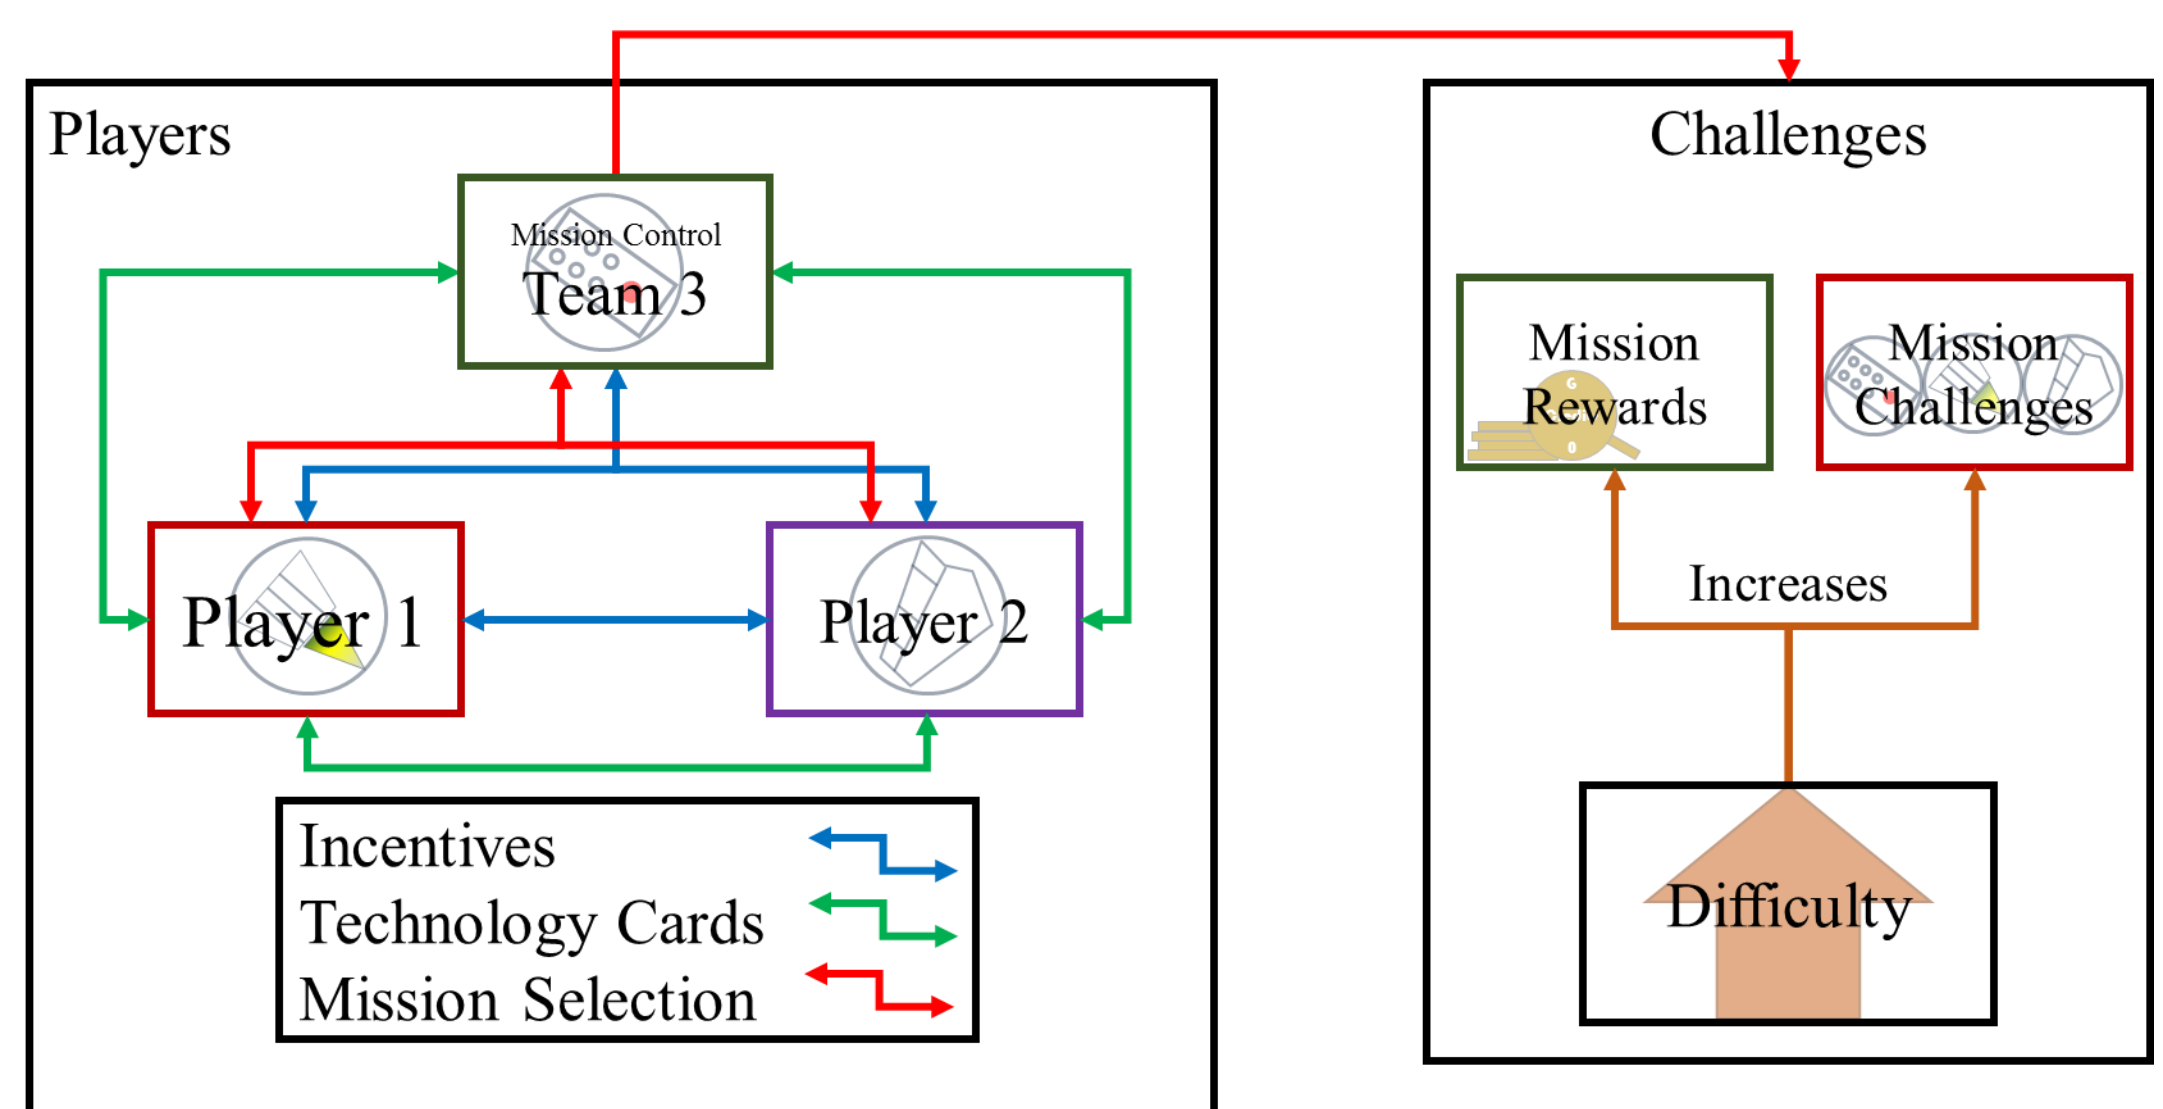 Players
Mission Control
Team 3
Player 1
Player 2
Incentives
Technology Cards
Mission Selection
Challenges
Mission
Rewards
G
0
Mission
Challenges
Increases
Difficulty